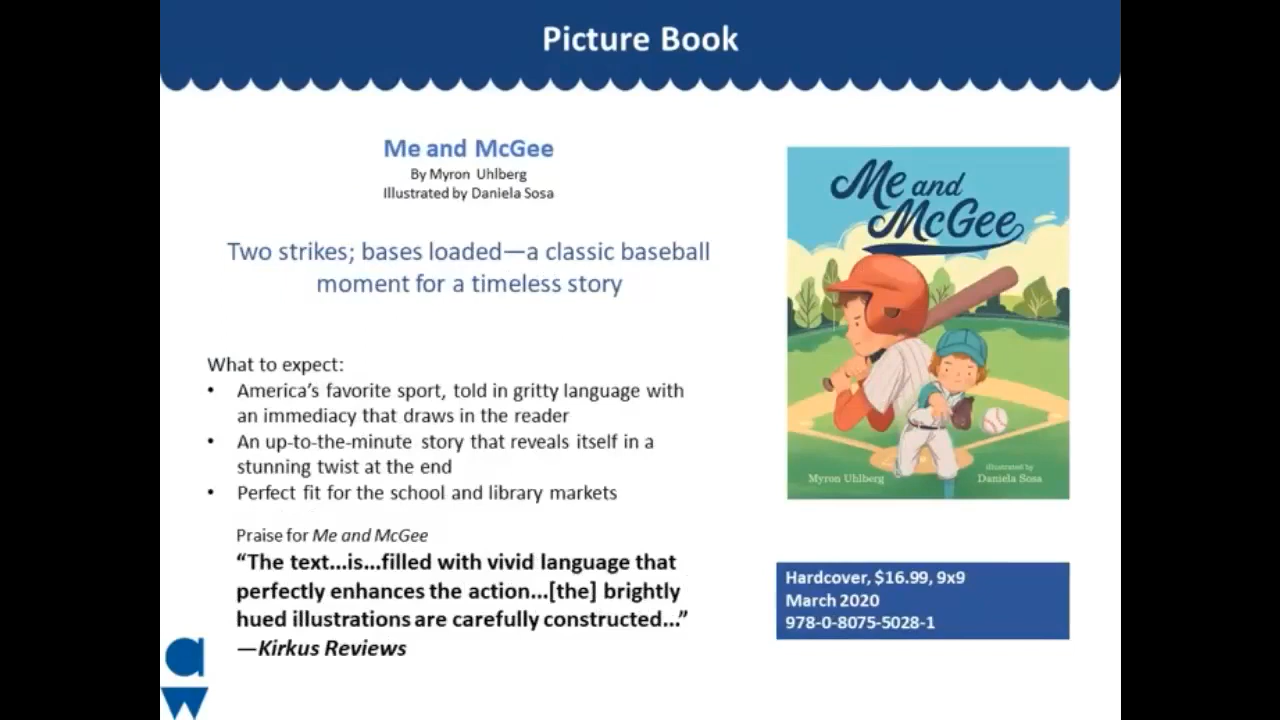 Picture Book
Me and McGee
By Myron Uhlberg
Illustrated by Daniela Sosa
Two strikes; bases loaded—a classic baseball
moment for a timeless story
What to expect:
• America's favorite sport, told in gritty language with
an immediacy that draws in the reader
• An up-to-the-minute story that reveals itself in a
stunning twist at the end
• Perfect fit for the school and library markets
Praise for Me and McGee
“The text...is...filled with vivid language that
perfectly enhances the action...[the] brightly
hued illustrations are carefully constructed...”
—Kirkus Reviews
aw
Me and
McGee
Myron Uhlberg
illustrated by
Daniela Sosa
Hardcover, $16.99, 9x9
March 2020
978-0-8075-5028-1